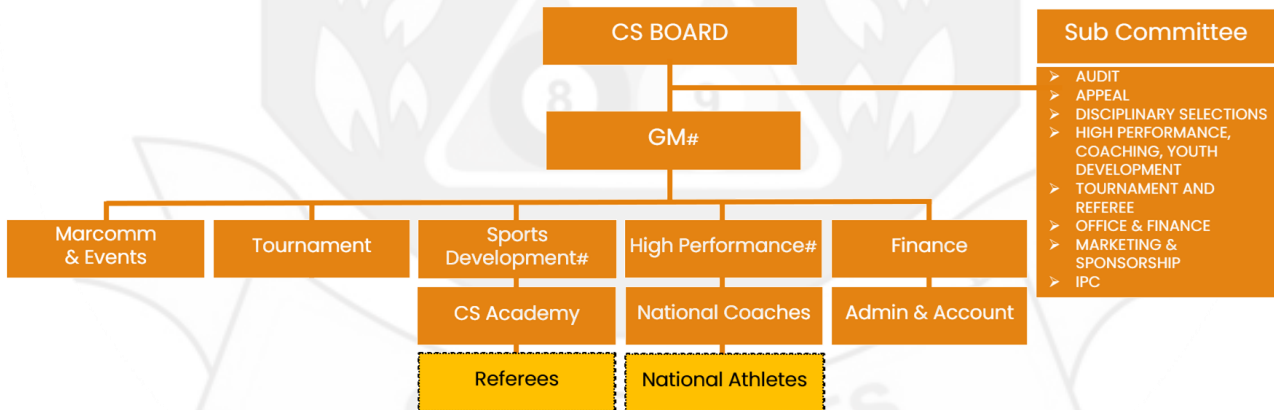 CS BOARD
Sub Committee
➢ AUDIT
➢ APPEAL
➢ DISCIPLINARY SELECTIONS
➢ HIGH PERFORMANCE,
COACHING, YOUTH
DEVELOPMENT
➢ TOURNAMENT AND
REFEREE
➢ OFFICE & FINANCE
➢ MARKETING &
SPONSORSHIP
➢ IPC
8
9
GM#
Marcomm
& Events
Tournament
Sports
Development#
High Performance#
Finance
CS Academy
National Coaches
Admin & Account
Referees
National Athletes